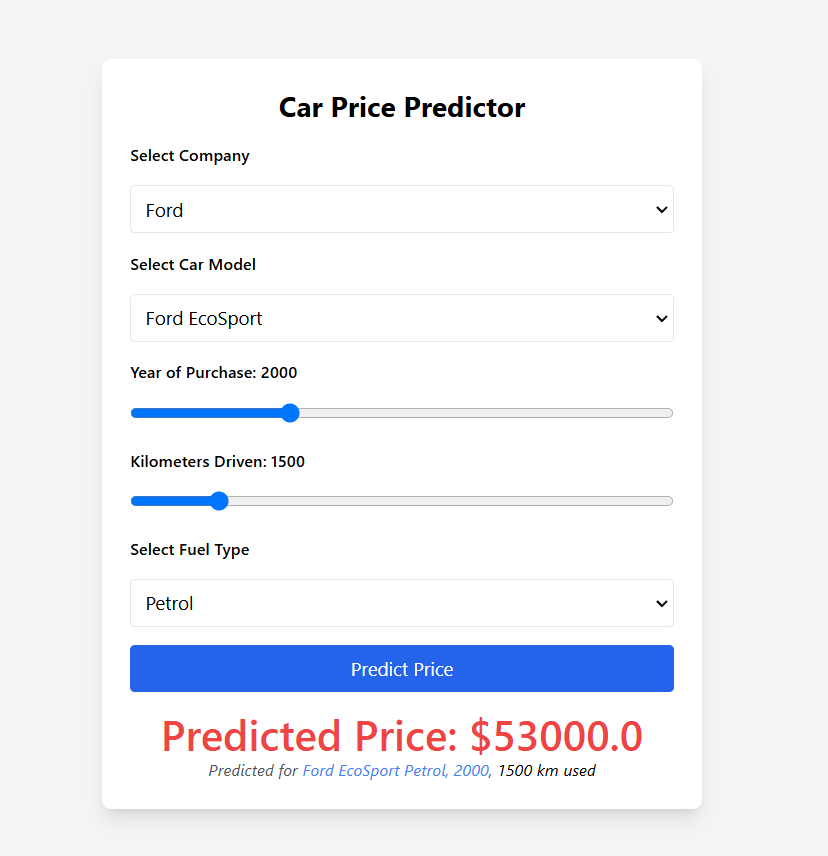 Car Price Predictor
Select Company
Ford
Select Car Model
Ford EcoSport
Year of Purchase: 2000
Kilometers Driven: 1500
Select Fuel Type
Petrol
Predict Price
Predicted Price: $53000.0
Predicted for Ford EcoSport Petrol, 2000, 1500 km used